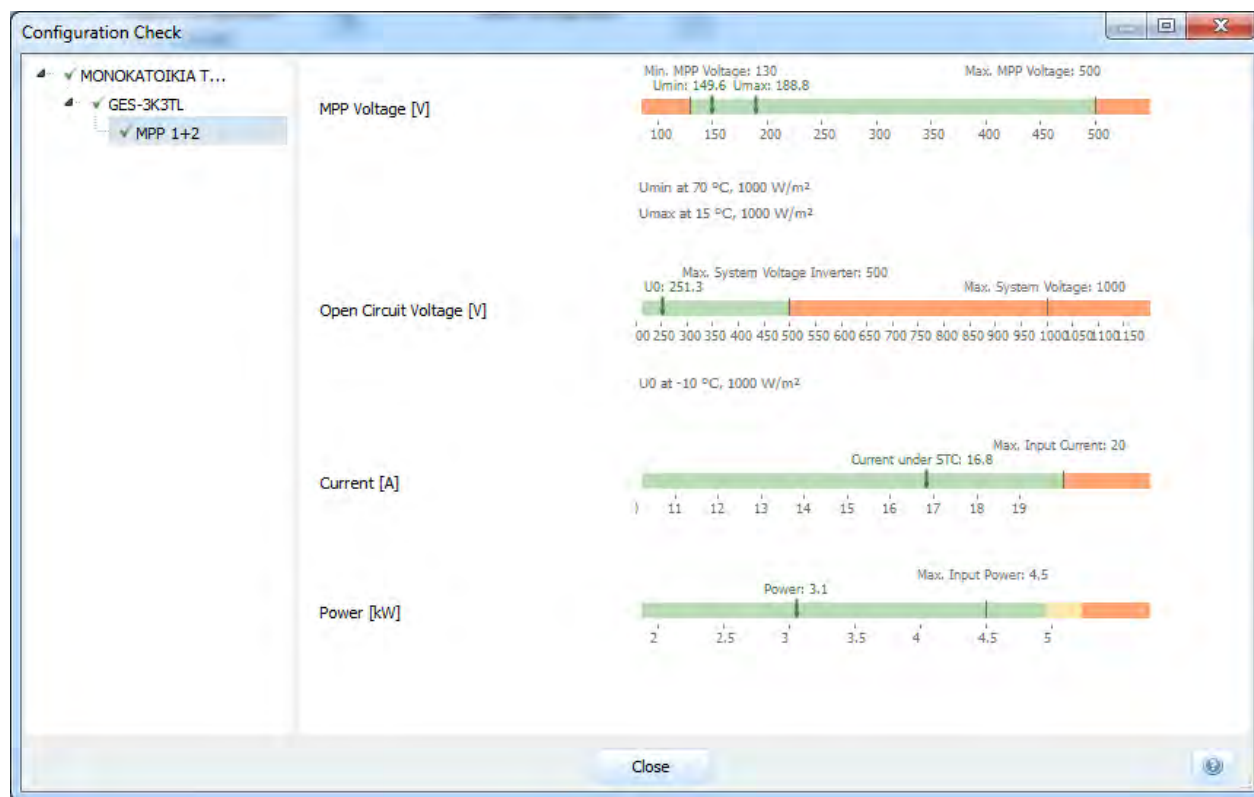 Configuration Check
MONOKATOIKIA T...
GES-3K3TL
MPP 1+2
MPP Voltage [V]
Min. MPP Voltage: 130 Max. MPP Voltage: 500
Umin: 149.6 Umax: 188.8
100 150 200 250 300 350 400 450 500
Umin at 70 ºC, 1000 W/m²
Umax at 15 ºC, 1000 W/m²
Open Circuit Voltage [V]
Max. System Voltage Inverter: 500
U0: 251.3 Max. System Voltage: 1000
00 250 300 350 400 450 500 550 600 650 700 750 800 850 900 950 1000 1050 1100 1150
U0 at -10 ºC, 1000 W/m²
Current [A]
Max. Input Current: 20
Current under STC: 16.8
) 11 12 13 14 15 16 17 18 19
Power [kW]
Max. Input Power: 4.5
Power: 3.1
2 2.5 3 3.5 4 4.5 5
Close